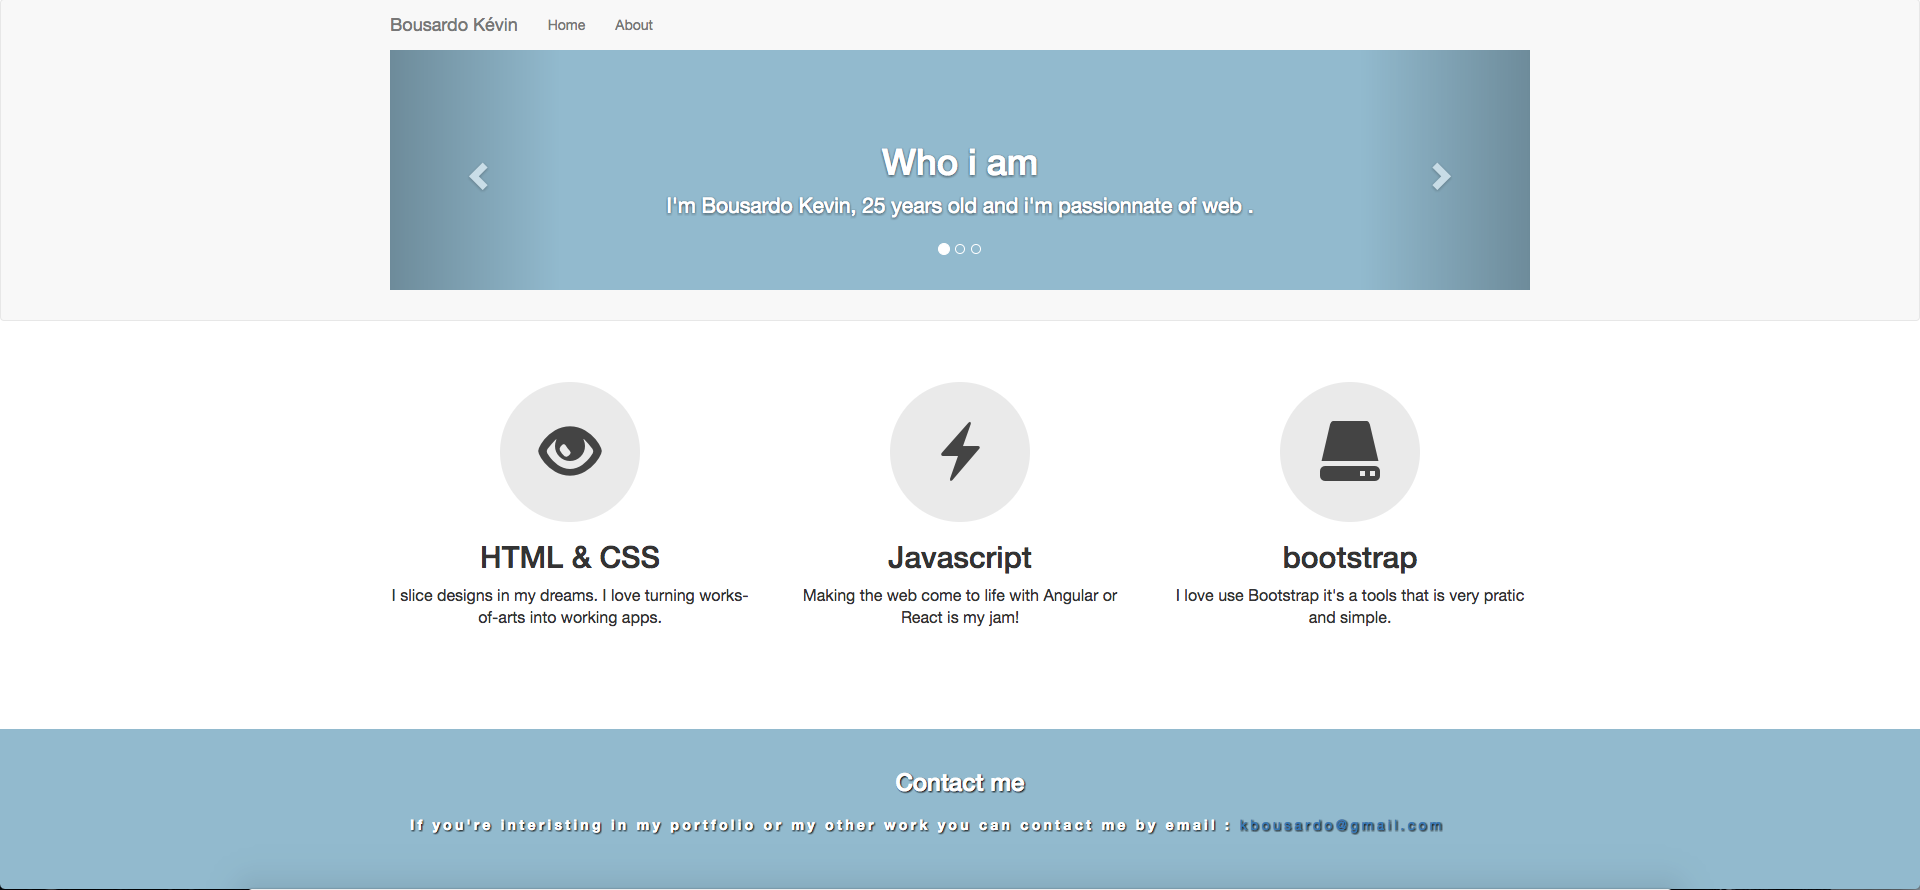 Bousardo Kévin Home About
Who i am
I'm Bousardo Kevin, 25 years old and i'm passionnate of web .
HTML & CSS
I slice designs in my dreams. I love turning works-
of-arts into working apps.
Javascript
Making the web come to life with Angular or
React is my jam!
bootstrap
I love use Bootstrap it's a tools that is very pratic
and simple.
Contact me
If you're interisting in my portfolio or my other work you can contact me by email : kbousardo@gmail.com